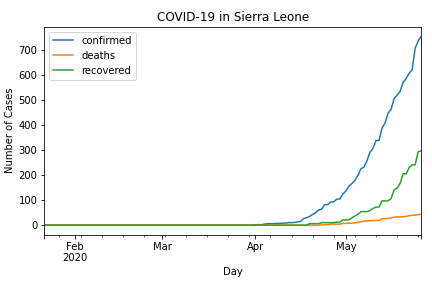 COVID-19 in Sierra Leone
confirmed
deaths
recovered
Number of Cases
700
600
500
400
300
200
100
0
Feb
2020
Mar
Apr
May
Day